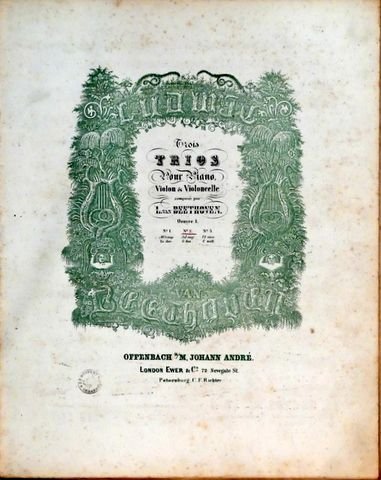 LUDWIG
Trois
TRIOS
Pour Piano,
Violon & Violoncelle
composés par
L. VAN BEETHOVEN.
Oeuvre 1.
Nº 1. Nº 2. Nº 3.
VAN
BEETHOVEN
OFFENBACH s/M, JOHANN ANDRÉ.
LONDON EWER & Cº 72 Newgate St.
Petersburg, C. F. Richter